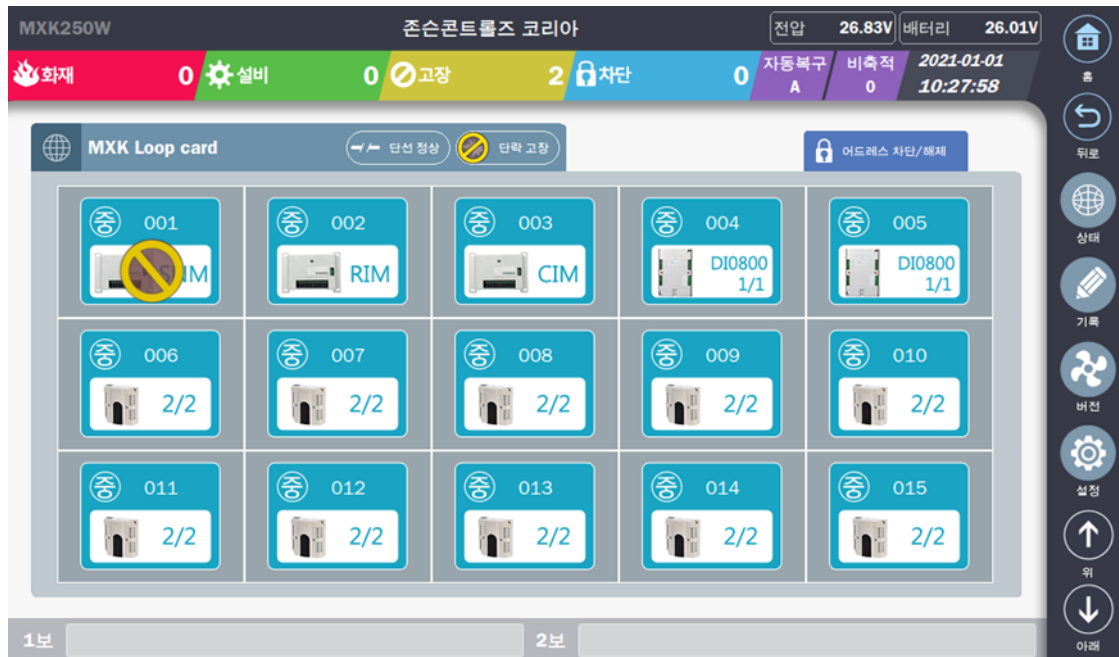 MXK250W 존슨콘트롤즈 코리아 전압 26.83V 배터리 26.01V
화재 0 설비 0 고장 2 차단 0 자동복구 A 비축적 0 2021-01-01 10:27:58
MXK Loop card 단선 정상 단락 고장 어드레스 차단/해제
중 001 중 002 중 003 중 004 중 005
RIM CIM DI0800 1/1 DI0800 1/1
중 006 중 007 중 008 중 009 중 010
2/2 2/2 2/2 2/2 2/2
중 011 중 012 중 013 중 014 중 015
2/2 2/2 2/2 2/2 2/2
1보 2보
홈
뒤로
상태
기록
버전
설정
위
아래